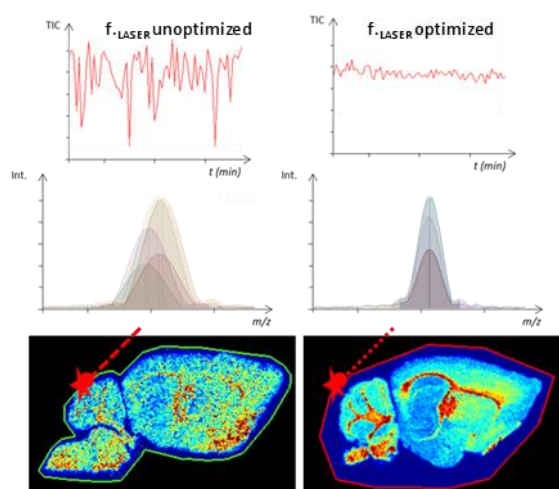 f.LASER unoptimized
f.LASER optimized
TIC
t (min)
TIC
t (min)
Int.
m/z
Int.
m/z